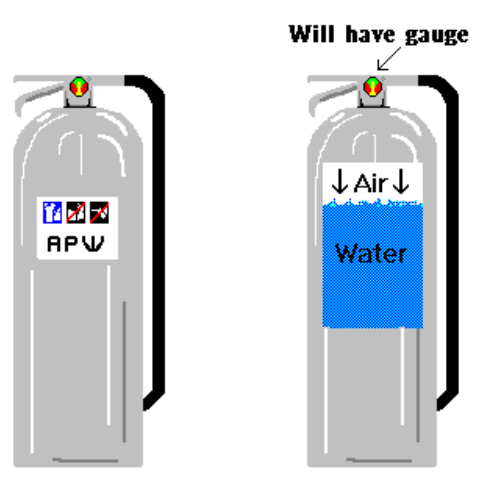 Will have gauge
↓ Air ↓
APW
Water